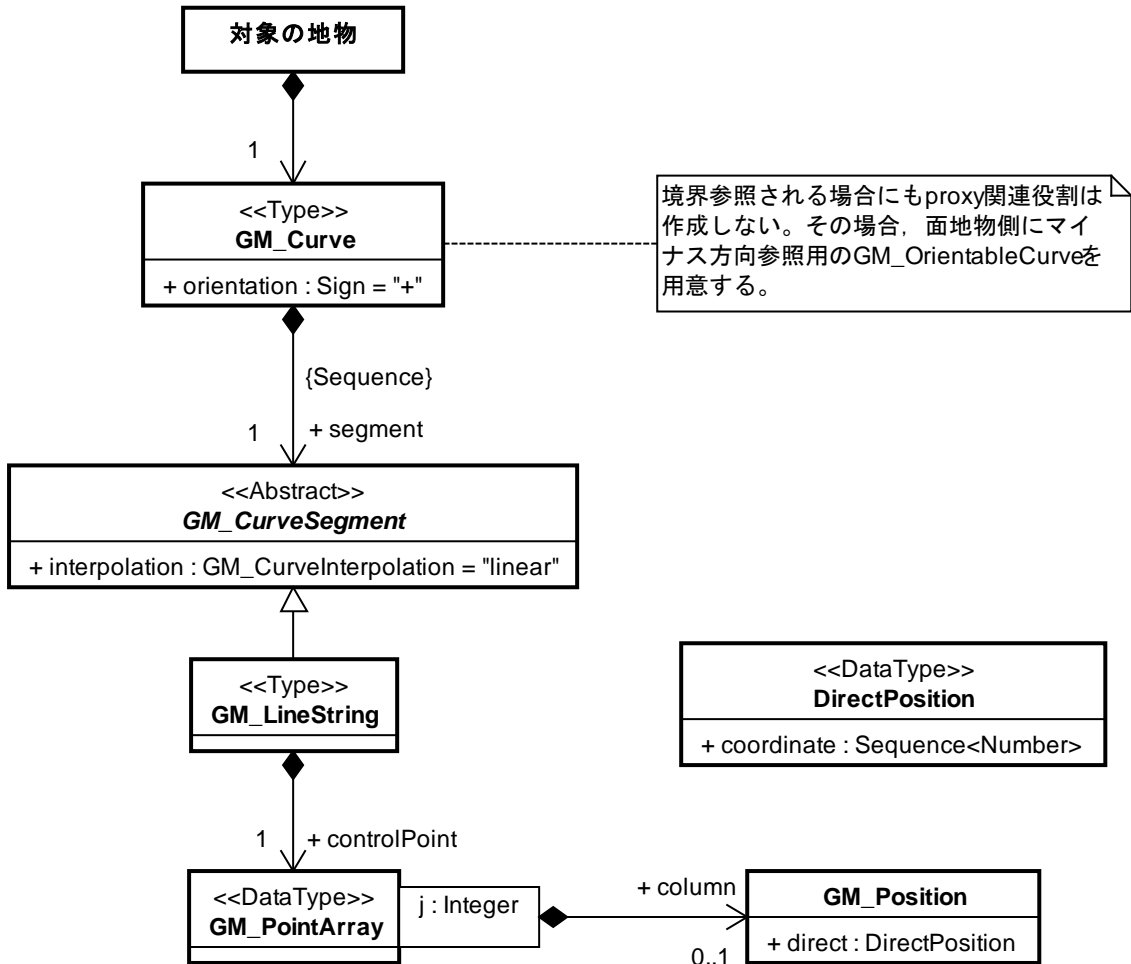 対象の地物
1
<<Type>>
GM_Curve
+ orientation : Sign = "+"
境界参照される場合にもproxy関連役割は
作成しない。その場合，面地物側にマイ
ナス方向参照用のGM_OrientableCurveを
用意する。
{Sequence}
1
+ segment
<<Abstract>>
GM_CurveSegment
+ interpolation : GM_CurveInterpolation = "linear"
<<Type>>
GM_LineString
<<DataType>>
DirectPosition
+ coordinate : Sequence<Number>
1
+ controlPoint
<<DataType>>
GM_PointArray
j : Integer
+ column
0..1
GM_Position
+ direct : DirectPosition